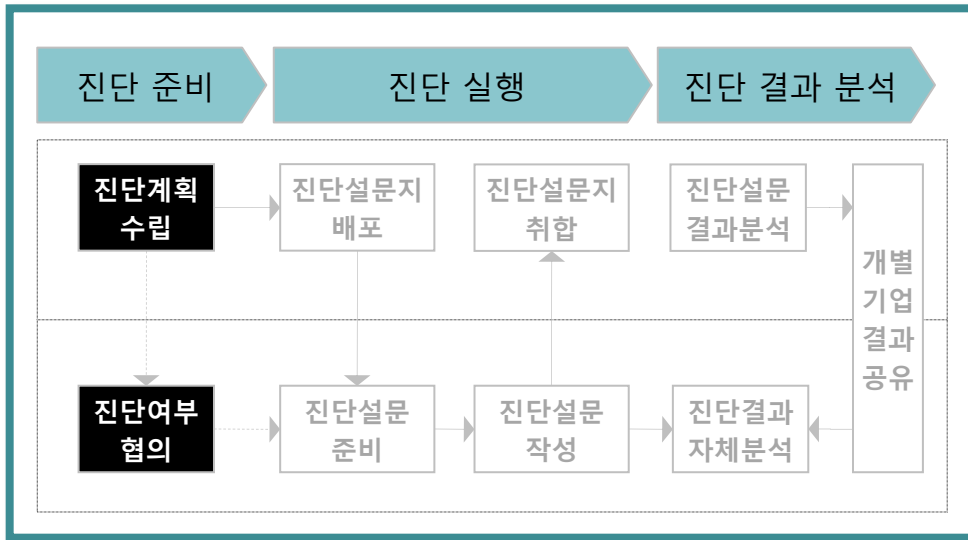 진단 준비
진단 실행
진단 결과 분석
진단계획
수립
진단설문지
배포
진단설문지
취합
진단설문
결과분석
개별
기업
결과
공유
진단여부
협의
진단설문
준비
진단설문
작성
진단결과
자체분석